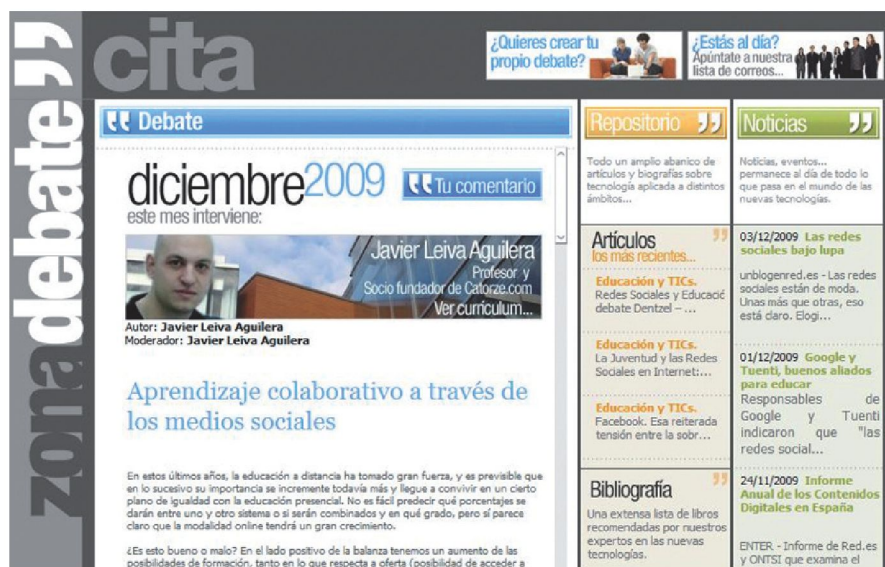 zonadebate”
cita
¿Quieres crear tu
propio debate?
¿Estás al día?
Apúntate a nuestra
lista de correos...
“ Debate
diciembre2009
“ Tu comentario
este mes interviene:
Javier Leiva Aguilera
Profesor y
Socio fundador de Catorze.com
Ver curriculum...
Autor: Javier Leiva Aguilera
Moderador: Javier Leiva Aguilera
Aprendizaje colaborativo a través de
los medios sociales
En estos últimos años, la educación a distancia ha tomado gran fuerza, y es previsible que
en lo sucesivo su importancia se incremente todavía más y llegue a convivir en un cierto
plano de igualdad con la educación presencial. No es fácil predecir qué porcentajes se
darán entre uno y otro sistema o si serán combinados y en qué grado, pero sí parece
claro que la modalidad online tendrá un gran crecimiento.
¿Es esto bueno o malo? En el lado positivo de la balanza tenemos un aumento de las
posibilidades de formación, tanto en lo que respecta a oferta (posibilidad de acceder a
Repositorio ”
Todo un amplio abanico de
artículos y biografías sobre
tecnología aplicada a distintos
ámbitos...
Artículos ”
los más recientes...
Educación y TICs.
Redes Sociales y Educació
debate Dentzel – ...
Educación y TICs.
La Juventud y las Redes
Sociales en Internet:...
Educación y TICs.
Facebook. Esa reiterada
tensión entre la sobr...
Bibliografía ”
Una extensa lista de libros
recomendadas por nuestros
expertos en las nuevas
tecnologías.
Noticias ”
Noticias, eventos...
permanece al día de todo lo
que pasa en el mundo de las
nuevas tecnologías.
03/12/2009 Las redes
sociales bajo lupa
unblogenred.es - Las redes
sociales están de moda.
Unas más que otras, eso
está claro. Elogi...
01/12/2009 Google y
Tuenti, buenos aliados
para educar
Responsables de
Google y Tuenti
indicaron que "las
redes social...
24/11/2009 Informe
Anual de los Contenidos
Digitales en España
ENTER - Informe de Red.es
y ONTSI que examina el